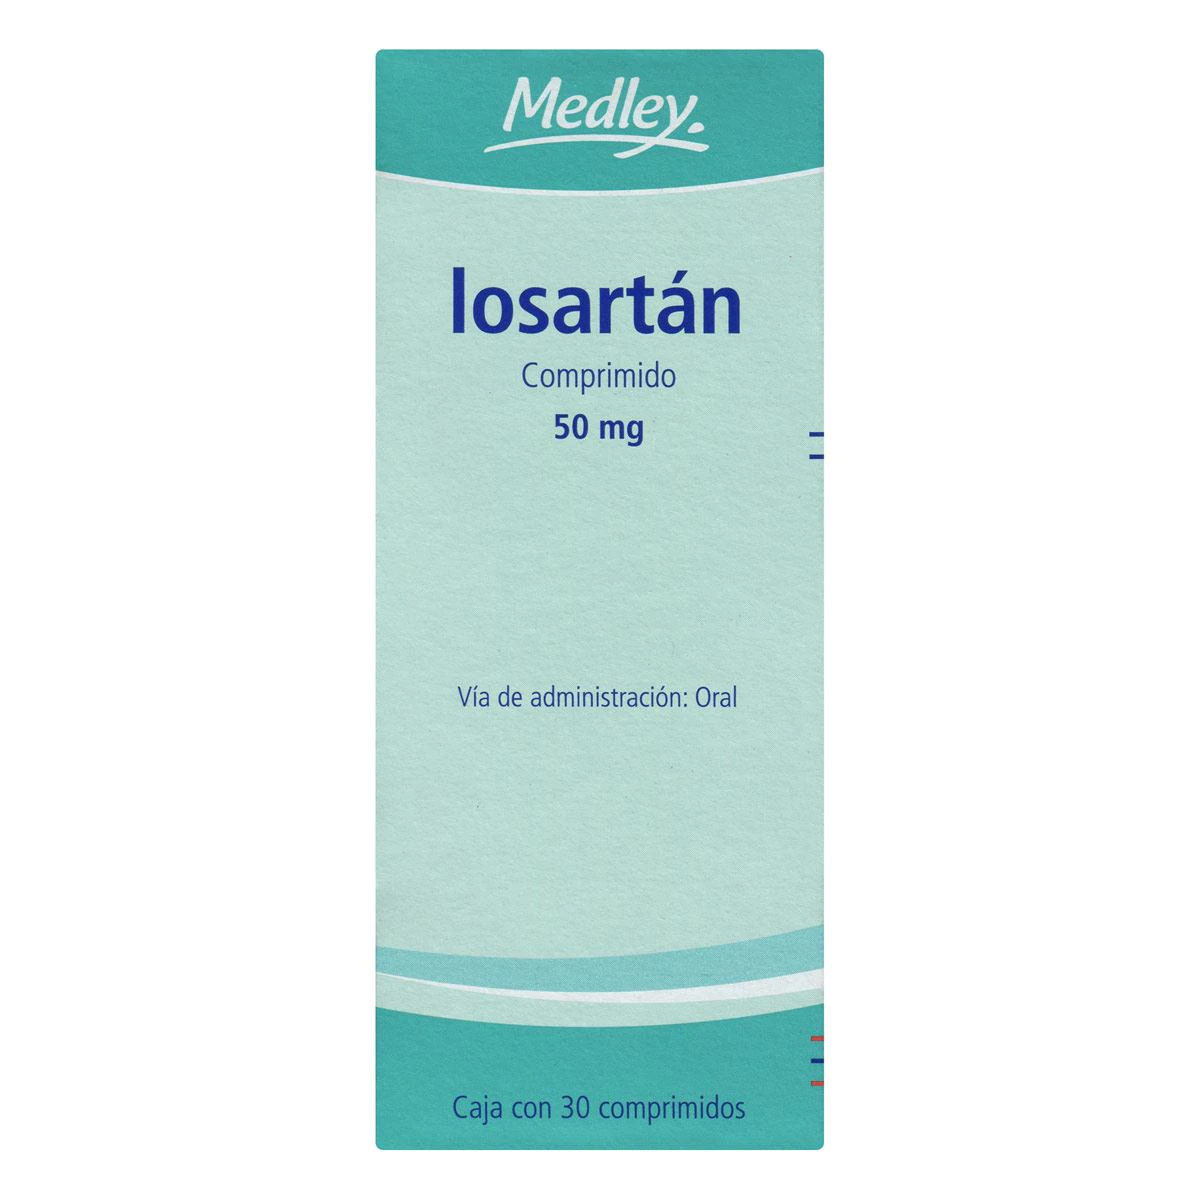 Medley.
losartán
Comprimido
50 mg
Vía de administración: Oral
Caja con 30 comprimidos